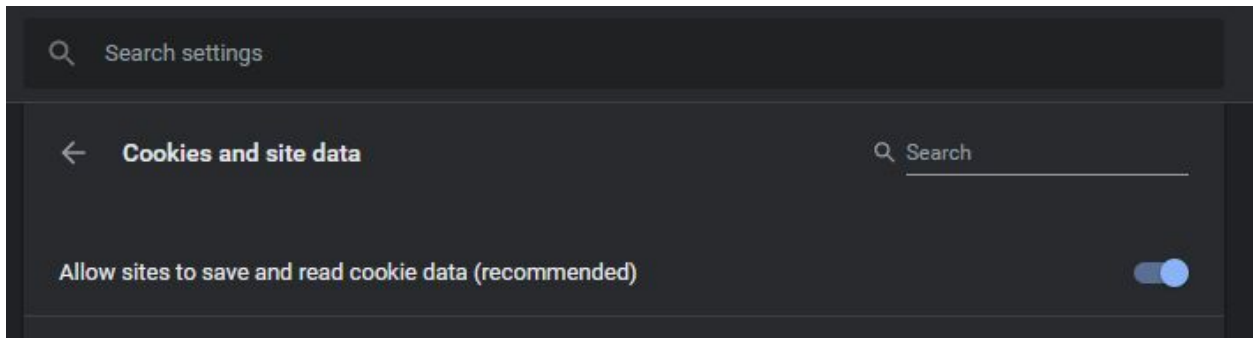 Search settings
Cookies and site data
Search
Allow sites to save and read cookie data (recommended)